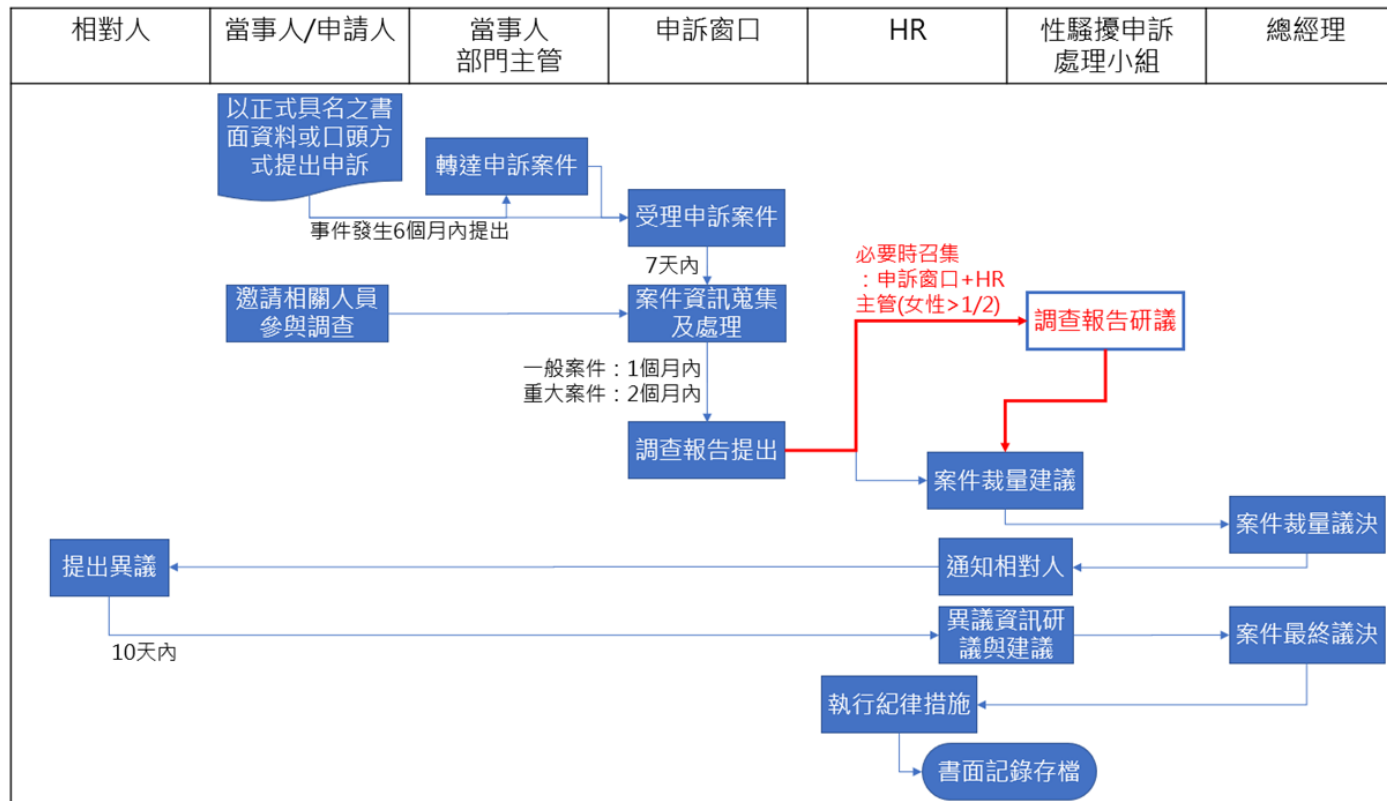 相對人
當事人/申請人
當事人
部門主管
申訴窗口
HR
性騷擾申訴
處理小組
總經理
以正式具名之書
面資料或口頭方
式提出申訴
轉達申訴案件
事件發生6個月內提出
受理申訴案件
7天內
邀請相關人員
參與調查
案件資訊蒐集
及處理
必要時召集
:申訴窗口+HR
主管(女性>1/2)
調查報告研議
一般案件:1個月內
重大案件:2個月內
調查報告提出
案件裁量建議
案件裁量議決
通知相對人
提出異議
10天內
異議資訊研
議與建議
案件最終議決
執行紀律措施
書面記錄存檔